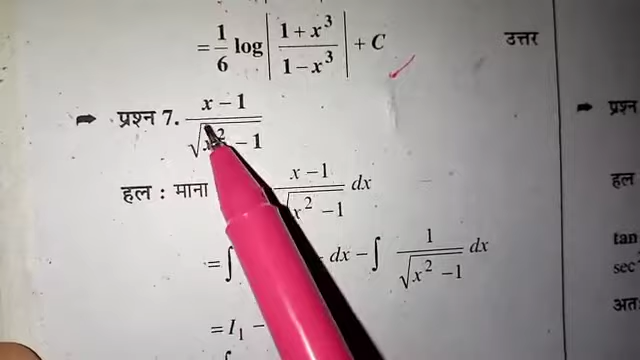 = 1/6 log | (1 + x³)/(1 – x³) | + C उत्तर
प्रश्न 7. (x – 1)/√(x² – 1)
प्रश्न
हल : माना (x – 1)/√(x² – 1) dx
हल
= ∫ dx – ∫ 1/√(x² – 1) dx
tan
sec
= I₁ –
अतः